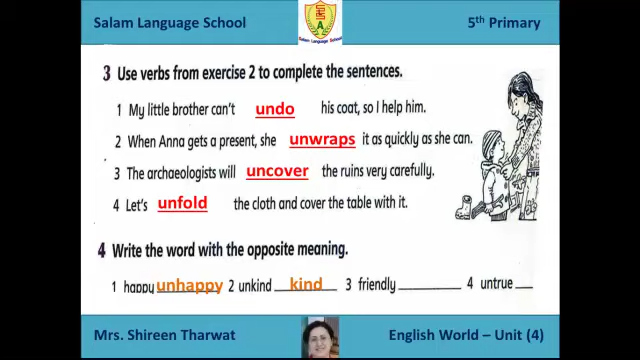 Salam Language School
Salam Language School
5th Primary
3 Use verbs from exercise 2 to complete the sentences.
1 My little brother can't undo his coat, so I help him.
2 When Anna gets a present, she unwraps it as quickly as she can.
3 The archaeologists will uncover the ruins very carefully.
4 Let's unfold the cloth and cover the table with it.
4 Write the word with the opposite meaning.
1 happy unhappy 2 unkind kind 3 friendly ________ 4 untrue __
Mrs. Shireen Tharwat
English World – Unit (4)